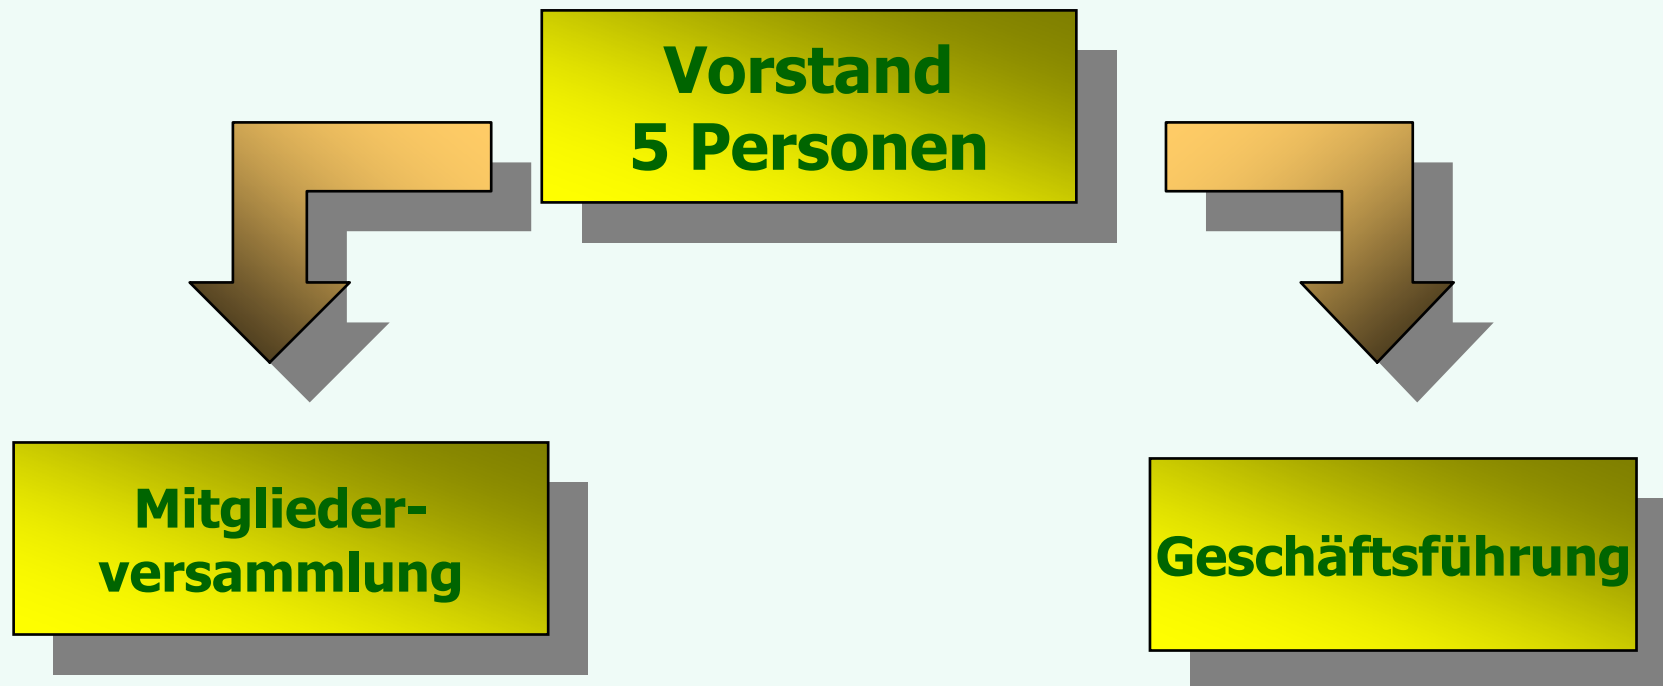 Vorstand
5 Personen
Mitglieder-
versammlung
Geschäftsführung